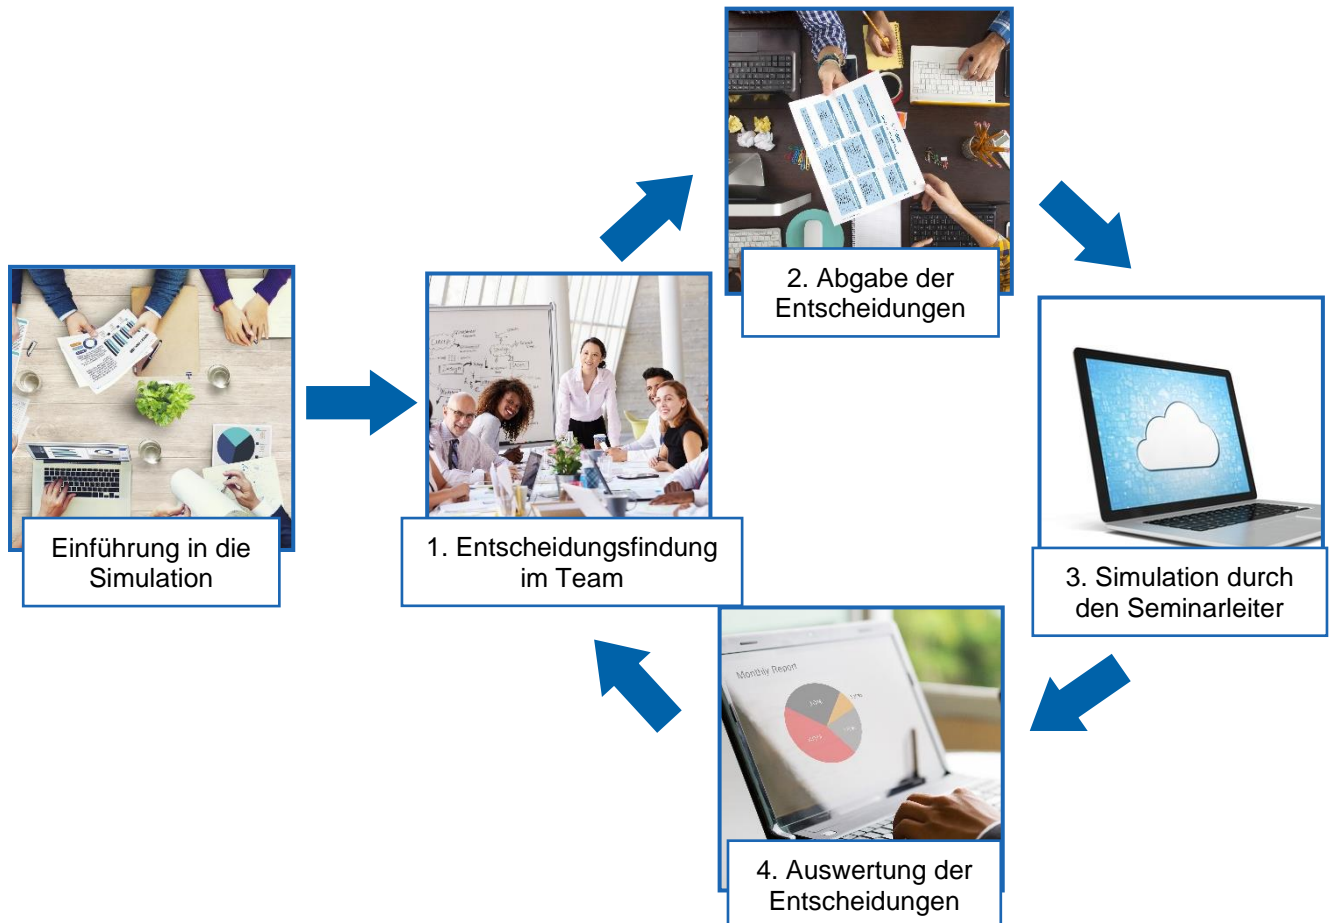 Einführung in die
Simulation
1. Entscheidungsfindung
im Team
2. Abgabe der
Entscheidungen
3. Simulation durch
den Seminarleiter
Monthly Report
4. Auswertung der
Entscheidungen